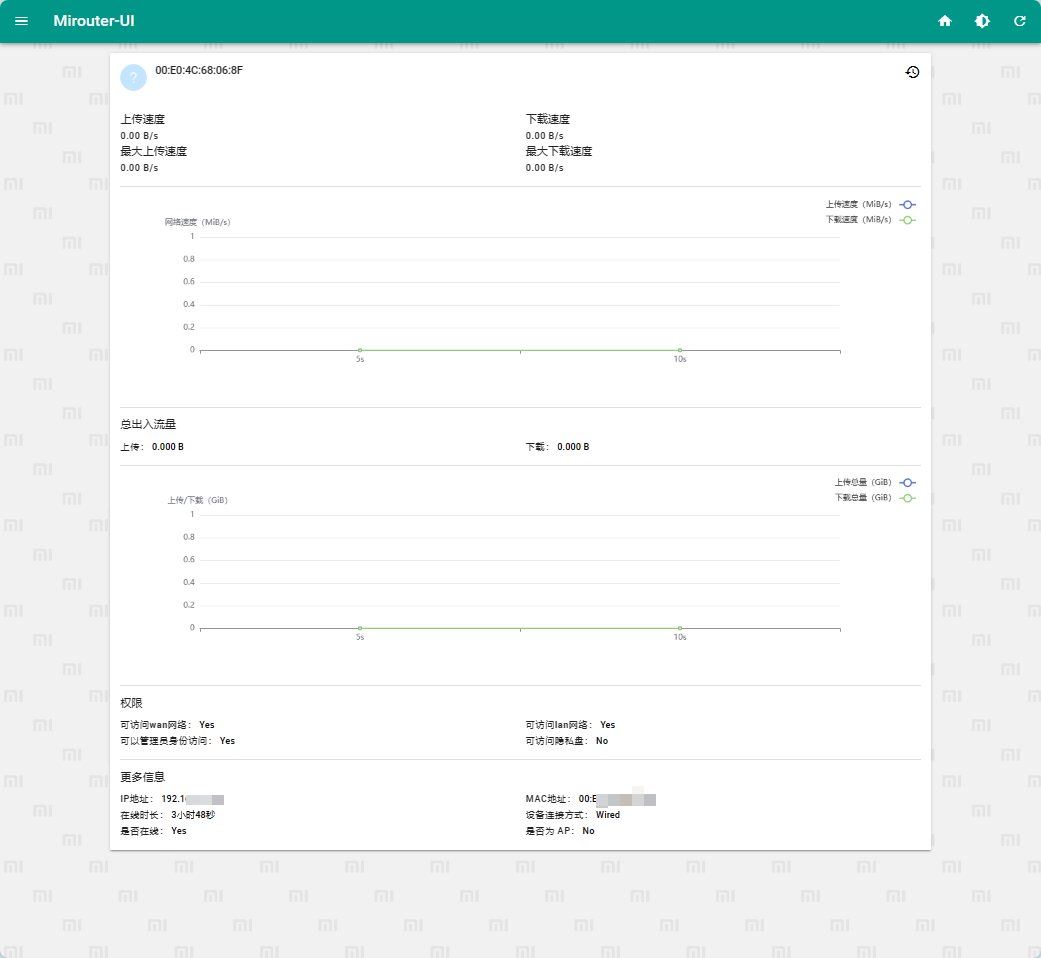 Mirouter-UI
?
00:E0:4C:68:06:8F
上传速度
0.00 B/s
最大上传速度
0.00 B/s
下载速度
0.00 B/s
最大下载速度
0.00 B/s
上传速度（MiB/s）
下载速度（MiB/s）
网络速度（MiB/s）
1
0.8
0.6
0.4
0.2
0
5s
10s
总出入流量
上传： 0.000 B
下载： 0.000 B
上传总量（GiB）
下载总量（GiB）
上传/下载（GiB）
1
0.8
0.6
0.4
0.2
0
5s
10s
权限
可访问wan网络： Yes
可访问lan网络： Yes
可以管理员身份访问： Yes
可访问隐私盘： No
更多信息
IP地址： 192.1
MAC地址： 00:E
在线时长： 3小时48秒
设备连接方式： Wired
是否在线： Yes
是否为 AP： No